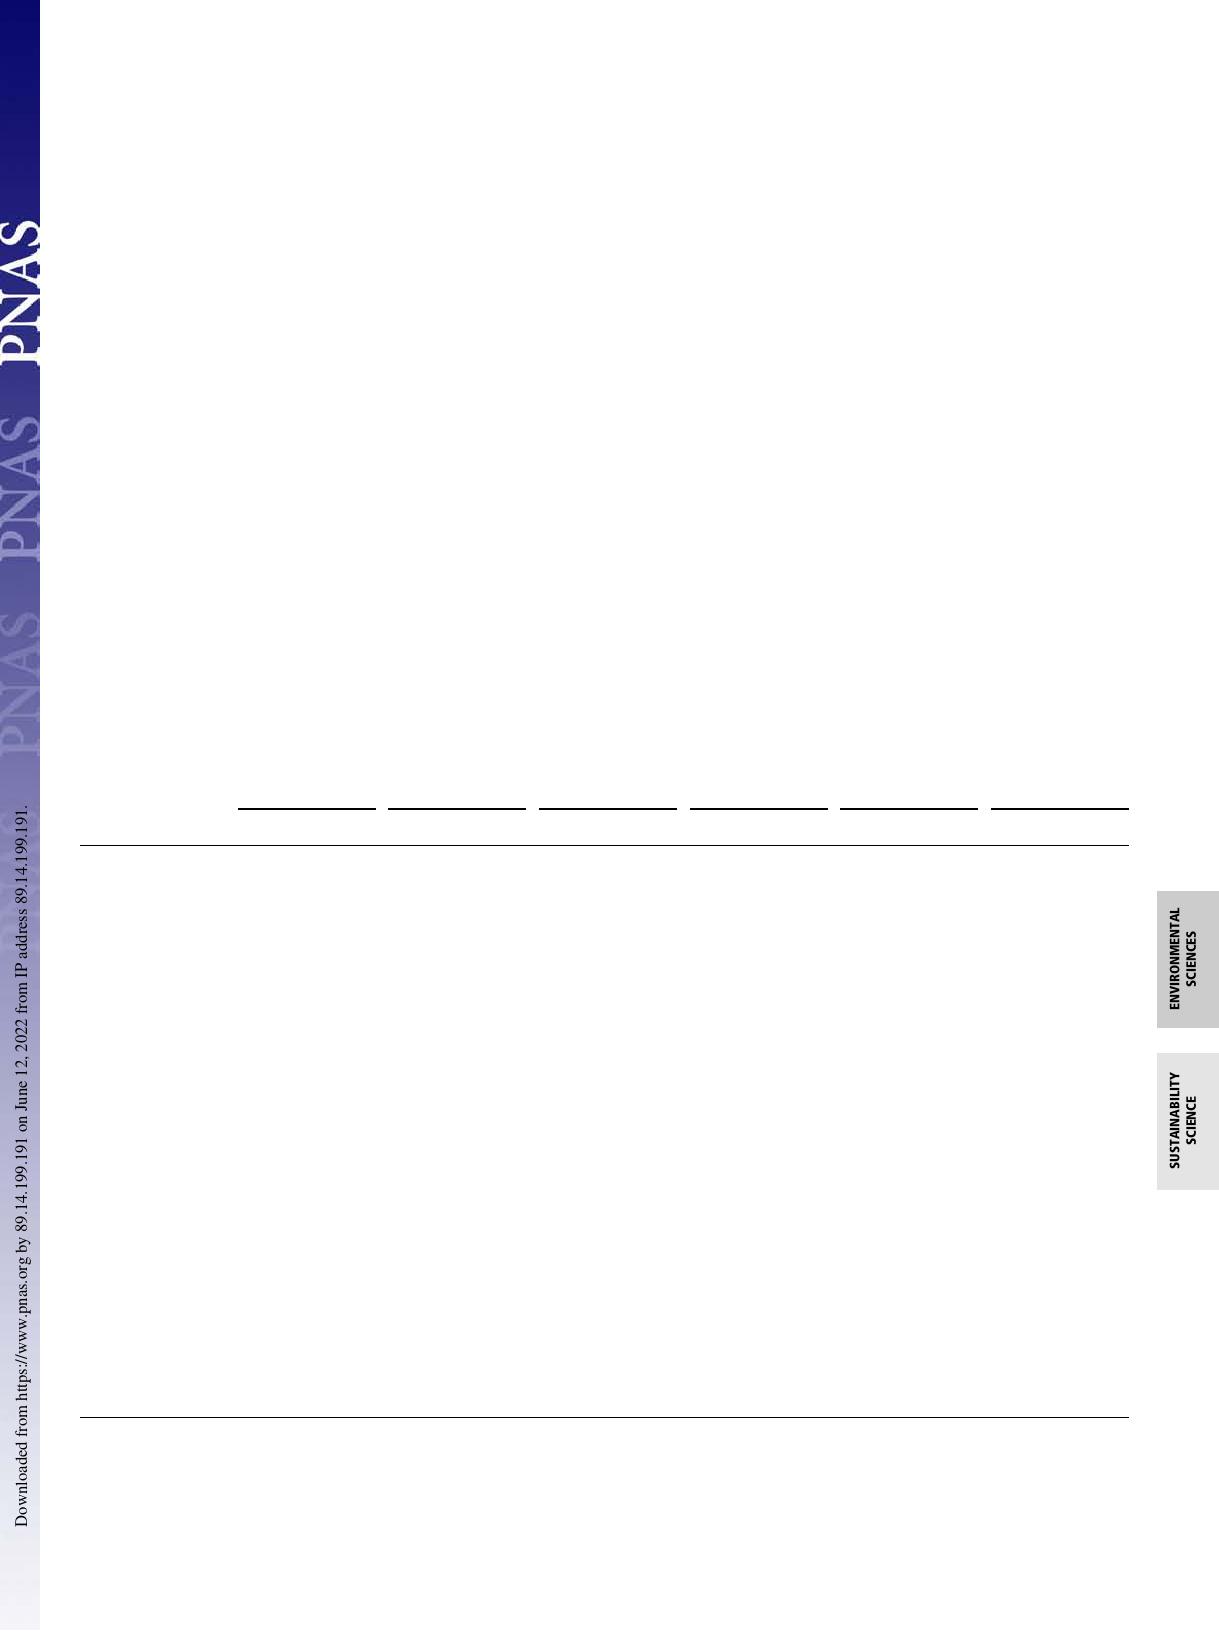 PNAS
PNAS
PNAS
PNAS
Downloaded from https://www.pnas.org by 89.14.199.191 on June 12, 2022 from IP address 89.14.199.191.
ENVIRONMENTAL
SCIENCES
SUSTAINABILITY
SCIENCE